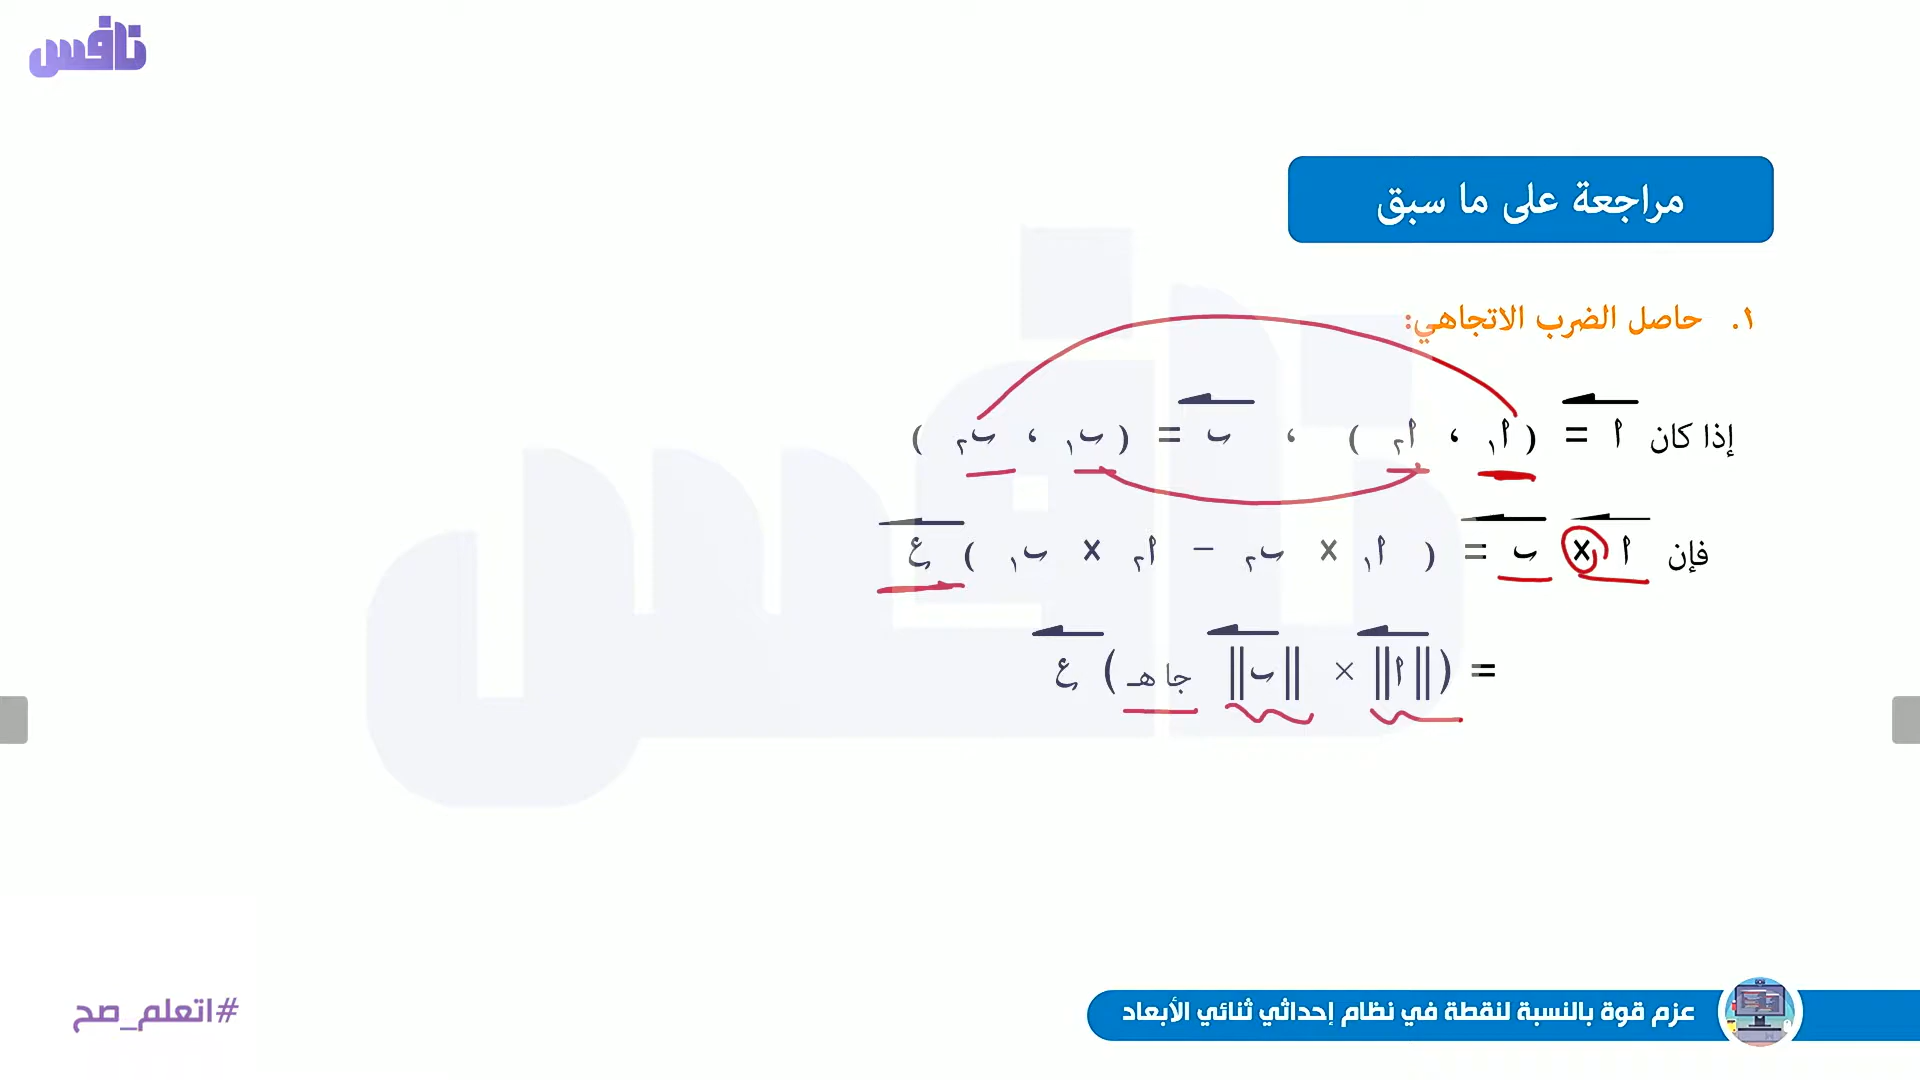 نافس
مراجعة على ما سبق
١. حاصل الضرب الاتجاهي:
إذا كان أ = ( أ١ ، أ٢ ) ، ب = ( ب١ ، ب٢ )
فإن أ × ب = ( أ١ × ب٢ − أ٢ × ب١ ) ع
= ( ||أ|| × ||ب|| جا هـ ) ع
عزم قوة بالنسبة لنقطة في نظام إحداثي ثنائي الأبعاد
#اتعلم_صح